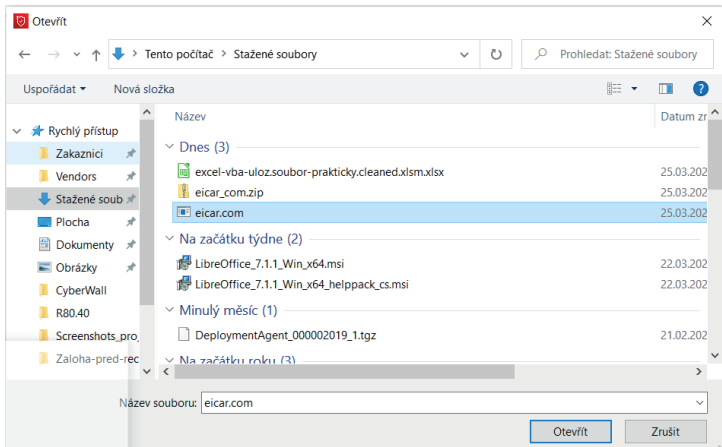 Otevřít
Tento počítač > Stažené soubory
Prohledat: Stažené soubory
Uspořádat
Nová složka
Název
Datum zr
Rychlý přístup
Zakaznici
Vendors
Stažené soub
Plocha
Dokumenty
Obrázky
CyberWall
R80.40
Screenshots_pro_
Zaloha-pred-rec
Dnes (3)
excel-vba-uloz.soubor-prakticky.cleaned.xlsm.xlsx 25.03.202
eicar_com.zip 25.03.202
eicar.com 25.03.202
Na začátku týdne (2)
LibreOffice_7.1.1_Win_x64.msi 22.03.202
LibreOffice_7.1.1_Win_x64_helppack_cs.msi 22.03.202
Minulý měsíc (1)
DeploymentAgent_000002019_1.tgz 21.02.202
Na začátku roku (3)
Název souboru: eicar.com
Otevřít
Zrušit